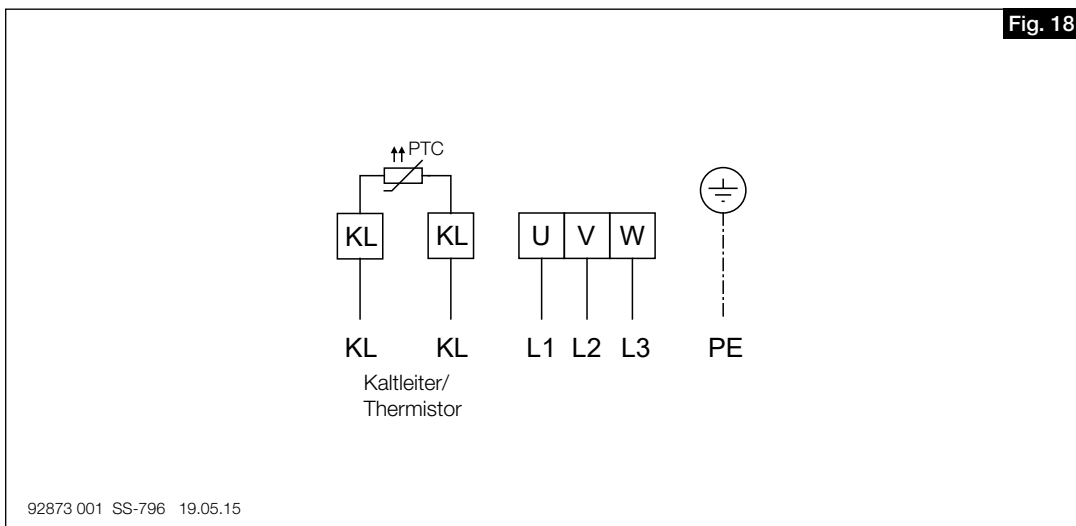 Fig. 18
PTC
KL KL U V W
KL KL L1 L2 L3 PE
Kaltleiter/
Thermistor
92873 001 SS-796 19.05.15